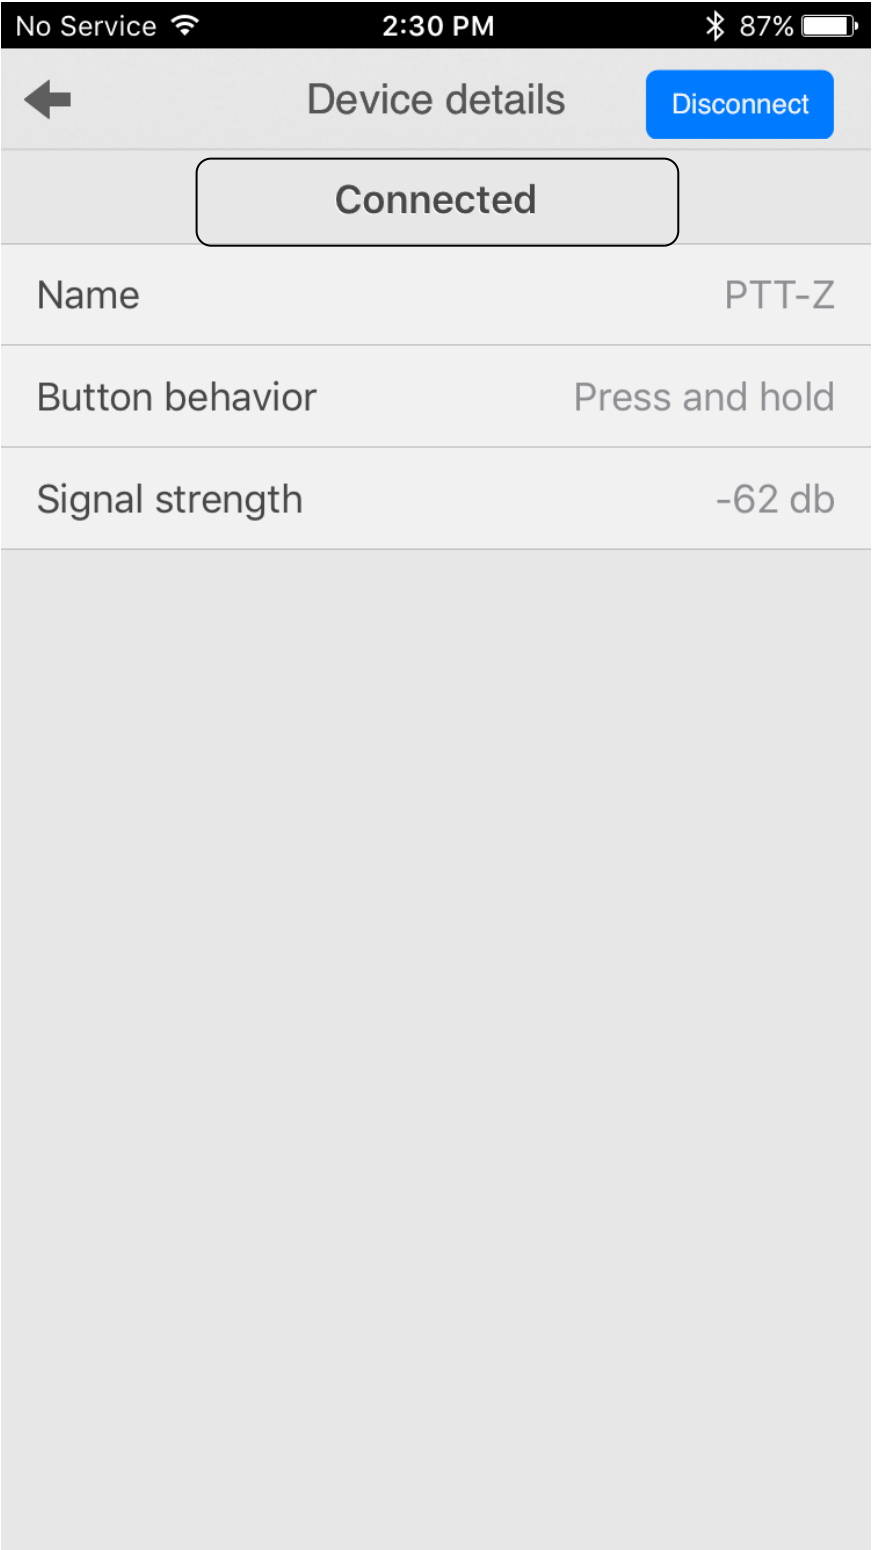 No Service 2:30 PM 87%
Device details Disconnect
Connected
Name PTT-Z
Button behavior Press and hold
Signal strength -62 db